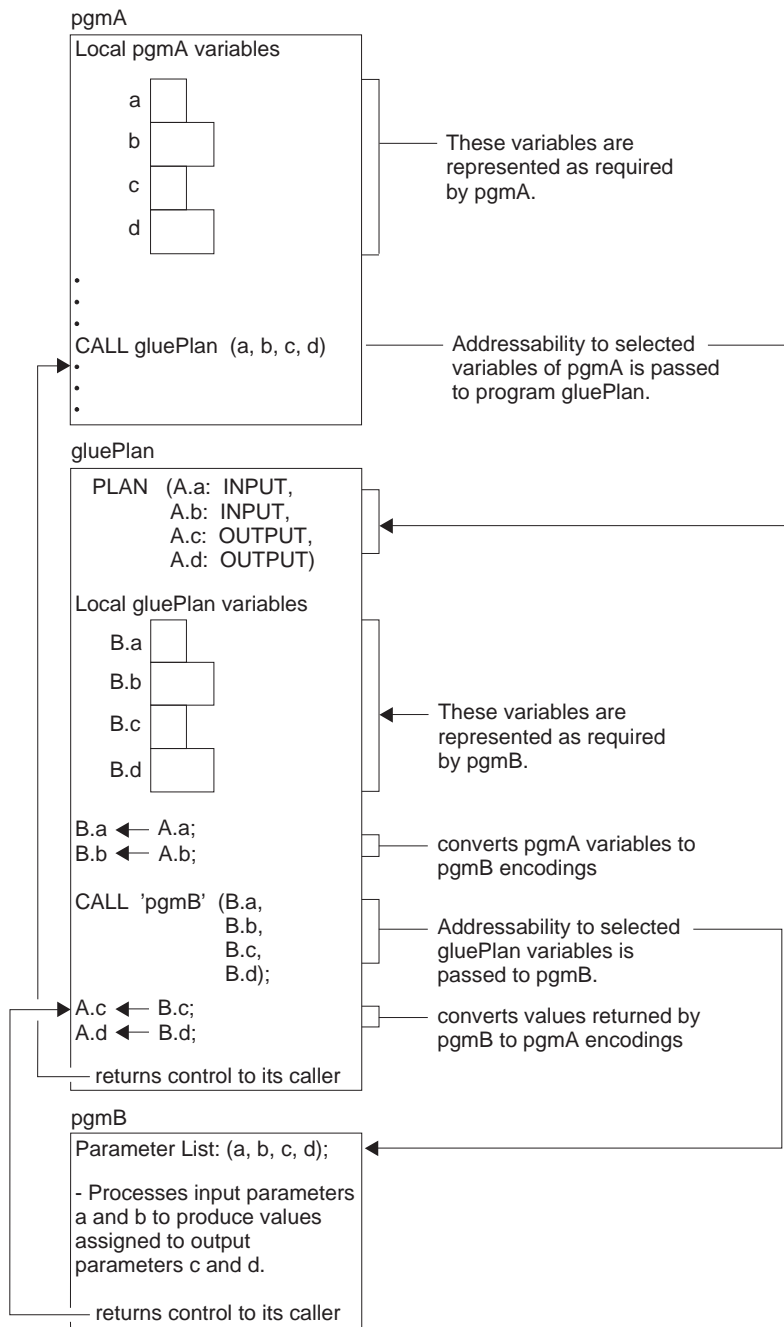 pgmA
Local pgmA variables
a
b
c
d
These variables are
represented as required
by pgmA.
CALL gluePlan (a, b, c, d)
Addressability to selected
variables of pgmA is passed
to program gluePlan.
gluePlan
PLAN (A.a: INPUT,
A.b: INPUT,
A.c: OUTPUT,
A.d: OUTPUT)
Local gluePlan variables
B.a
B.b
B.c
B.d
These variables are
represented as required
by pgmB.
B.a ← A.a;
B.b ← A.b;
converts pgmA variables to
pgmB encodings
CALL 'pgmB' (B.a,
B.b,
B.c,
B.d);
Addressability to selected
gluePlan variables is
passed to pgmB.
A.c ← B.c;
A.d ← B.d;
converts values returned by
pgmB to pgmA encodings
returns control to its caller
pgmB
Parameter List: (a, b, c, d);
- Processes input parameters
a and b to produce values
assigned to output
parameters c and d.
returns control to its caller